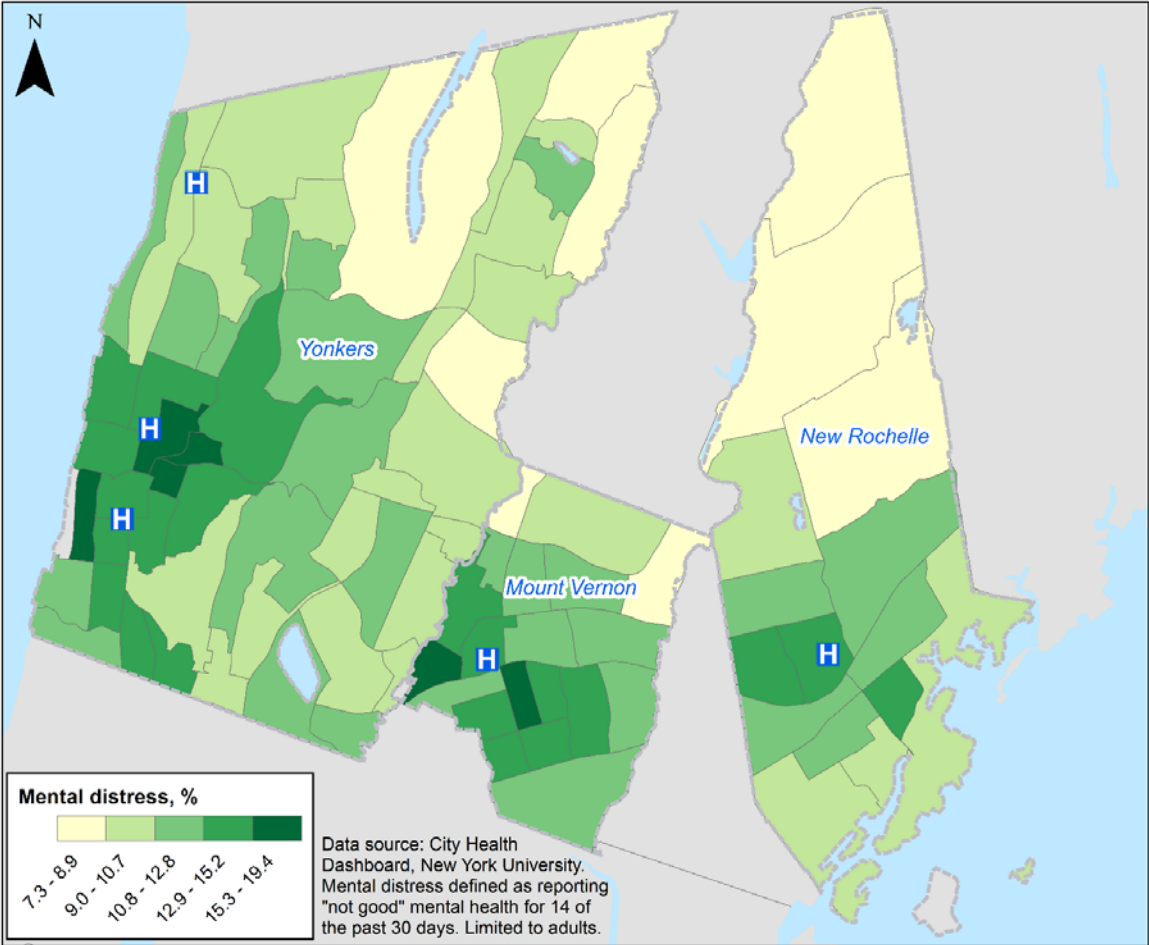 N
H
Yonkers
H
New Rochelle
H
Mount Vernon
H
H
Mental distress, %
7.3 - 8.9
9.0 - 10.7
10.8 - 12.8
12.9 - 15.2
15.3 - 19.4
Data source: City Health
Dashboard, New York University.
Mental distress defined as reporting
"not good" mental health for 14 of
the past 30 days. Limited to adults.